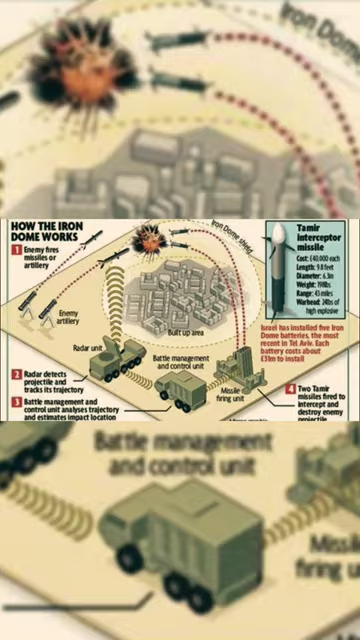 Iron Dome
HOW THE IRON
DOME WORKS
1 Enemy fires
missiles or
artillery
Enemy
artillery
Iron Dome shield
Built up area
Radar unit
Battle management
and control unit
Missile
firing unit
Tamir
interceptor
missile
Cost: £40,000 each
Length: 9.8 feet
Weight: 198lbs
Range: 43 miles
Warhead: 24lbs of
high explosive
Israel has installed five Iron
Dome batteries, the most
recent in Tel Aviv. Each
battery costs about
£31m to install
2 Radar detects
projectile and
tracks its trajectory
3 Battle management and
control unit analyses trajectory
and estimates impact location
4 Two Tamir
missiles fired to
intercept and
destroy enemy
projectile
Battle management
and control unit
Missile
firing u